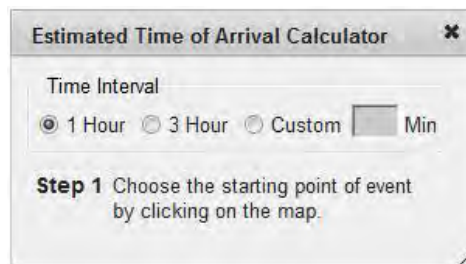 Estimated Time of Arrival Calculator
Time Interval
1 Hour 3 Hour Custom Min
Step 1 Choose the starting point of event
by clicking on the map.